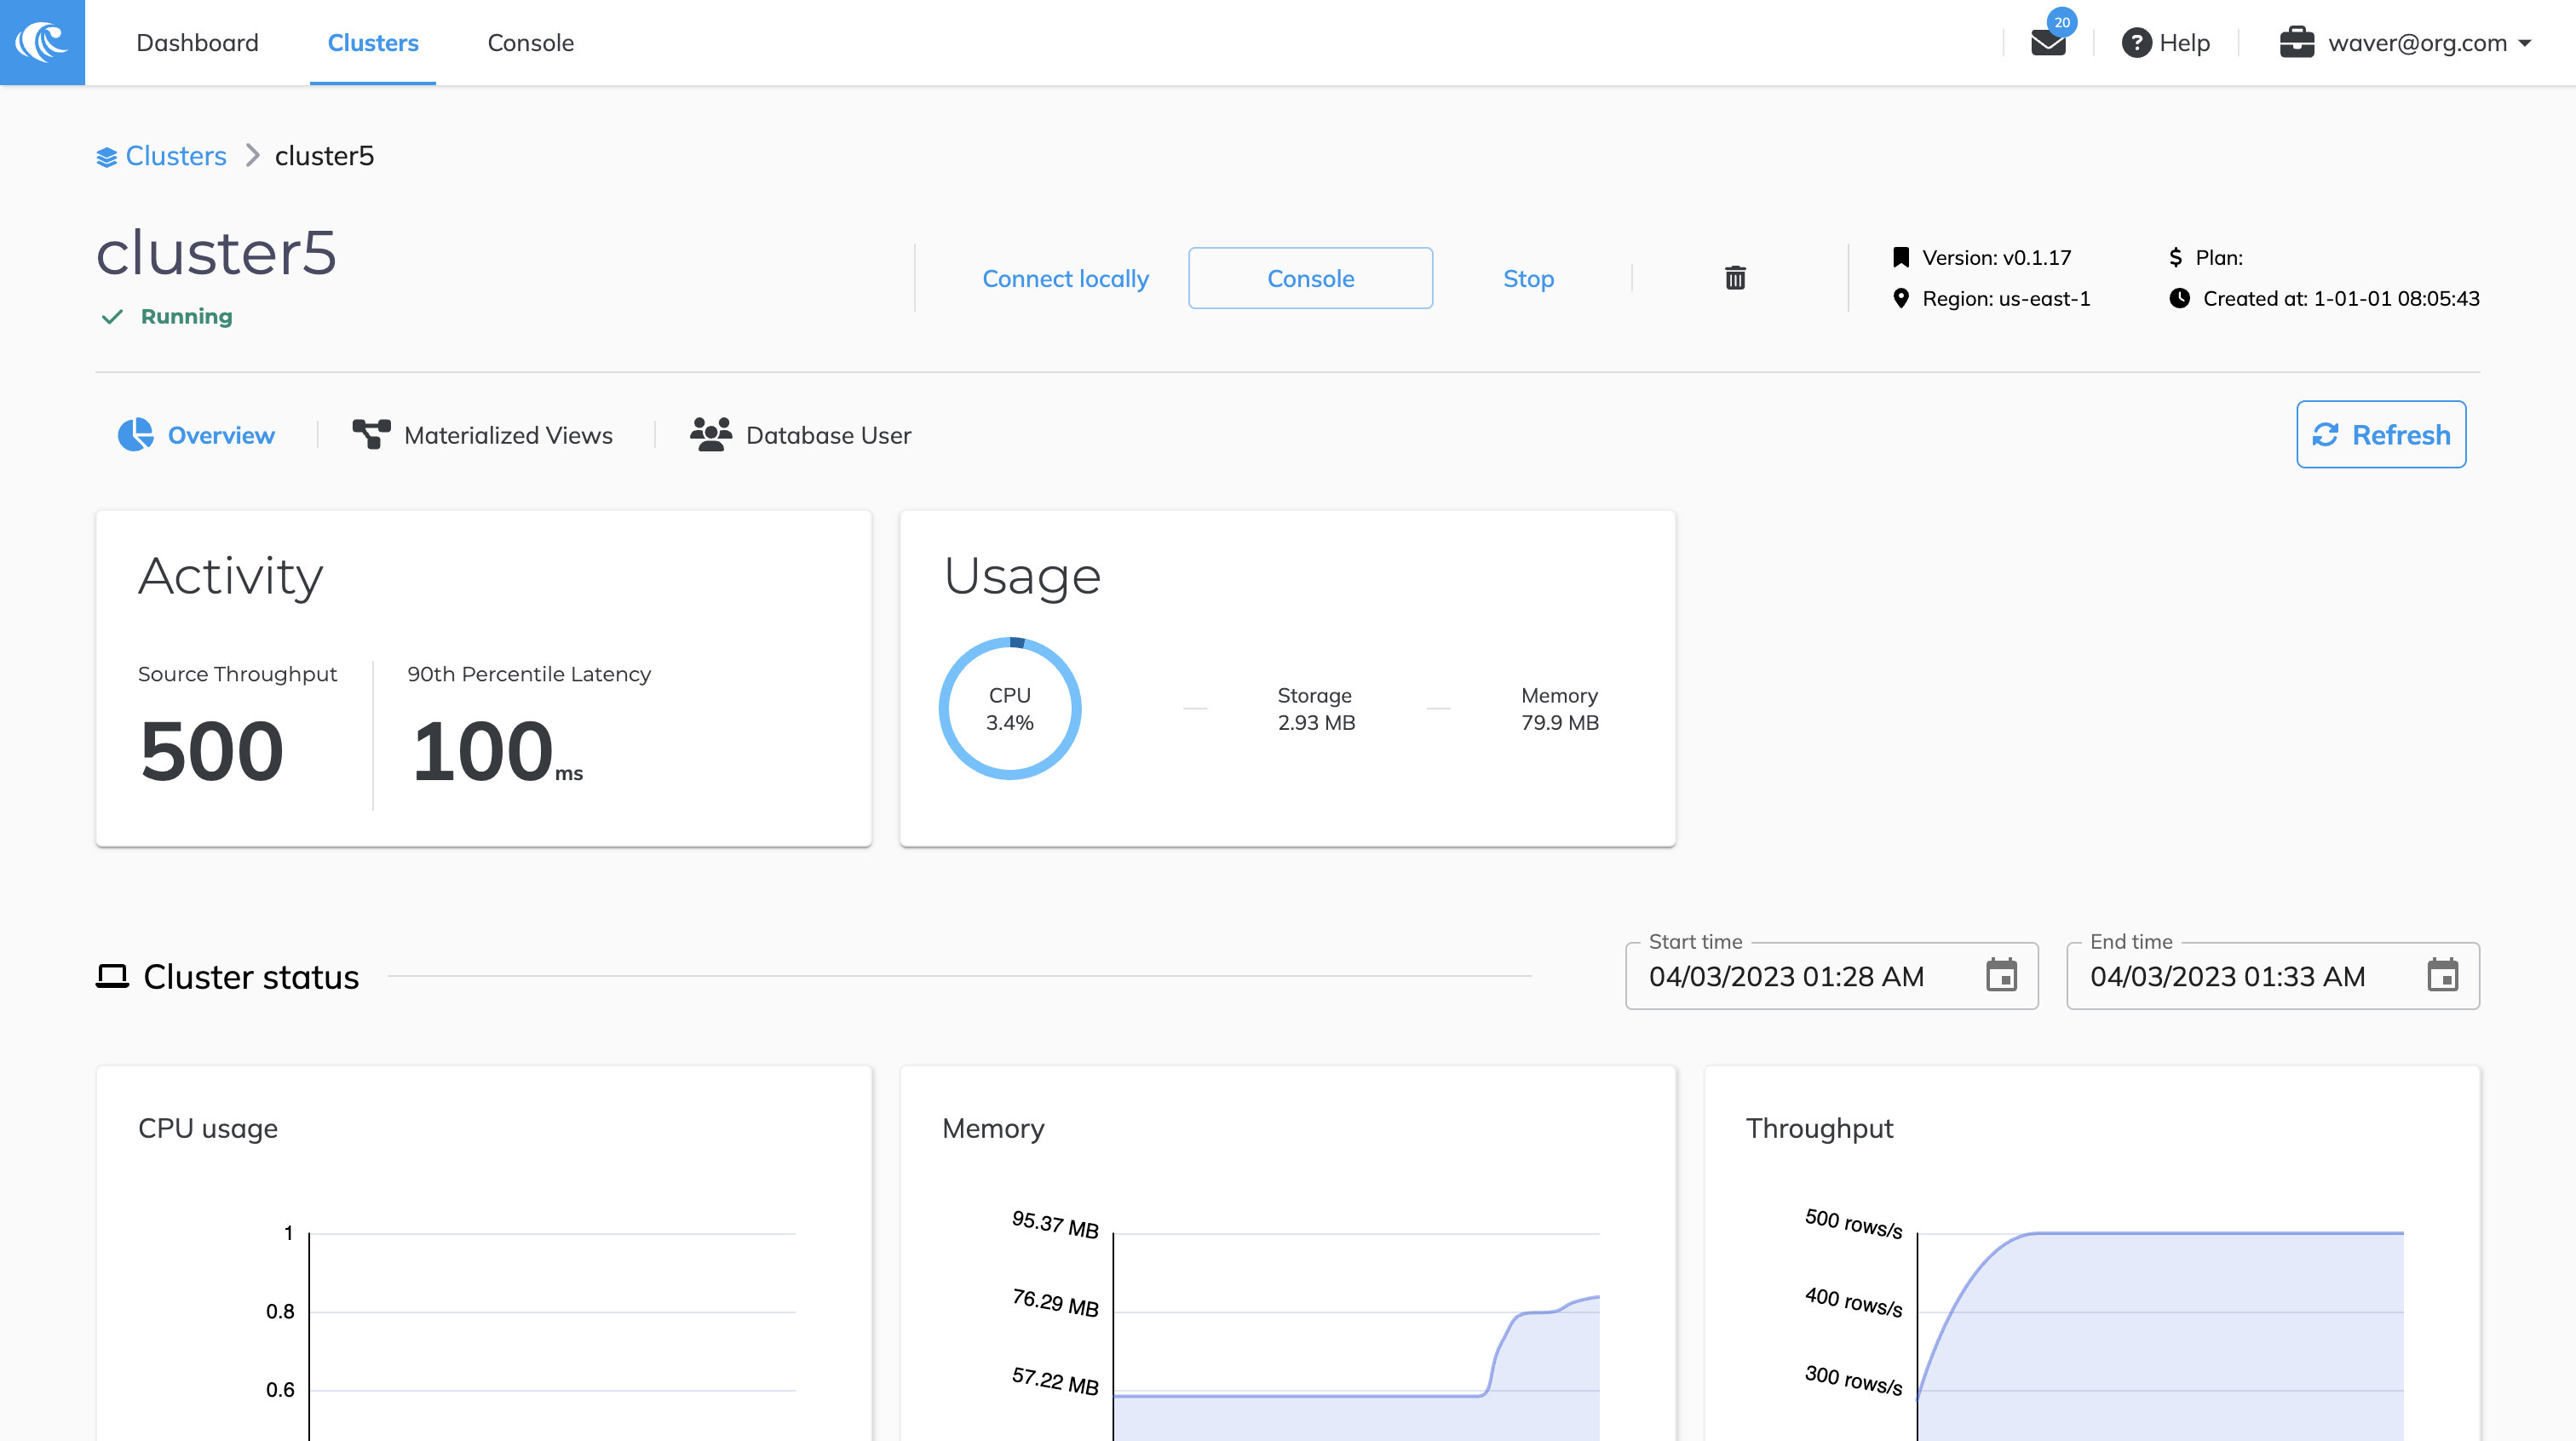 Dashboard
Clusters
Console
20
Help
waver@org.com
Clusters
cluster5
cluster5
Running
Connect locally
Console
Stop
Version: v0.1.17
Plan:
Region: us-east-1
Created at: 1-01-01 08:05:43
Overview
Materialized Views
Database User
Refresh
Activity
Source Throughput
500
90th Percentile Latency
100 ms
Usage
CPU
3.4%
Storage
2.93 MB
Memory
79.9 MB
Cluster status
Start time
04/03/2023 01:28 AM
End time
04/03/2023 01:33 AM
CPU usage
1
0.8
0.6
Memory
95.37 MB
76.29 MB
57.22 MB
Throughput
500 rows/s
400 rows/s
300 rows/s